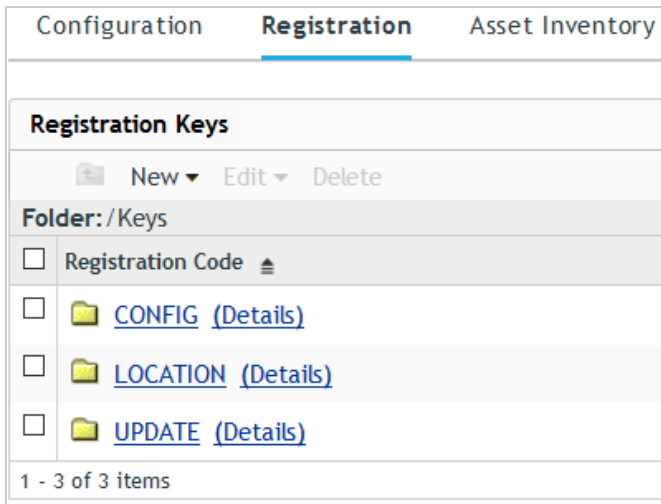 Configuration Registration Asset Inventory
Registration Keys
New Edit Delete
Folder:/Keys
Registration Code
CONFIG (Details)
LOCATION (Details)
UPDATE (Details)
1 - 3 of 3 items